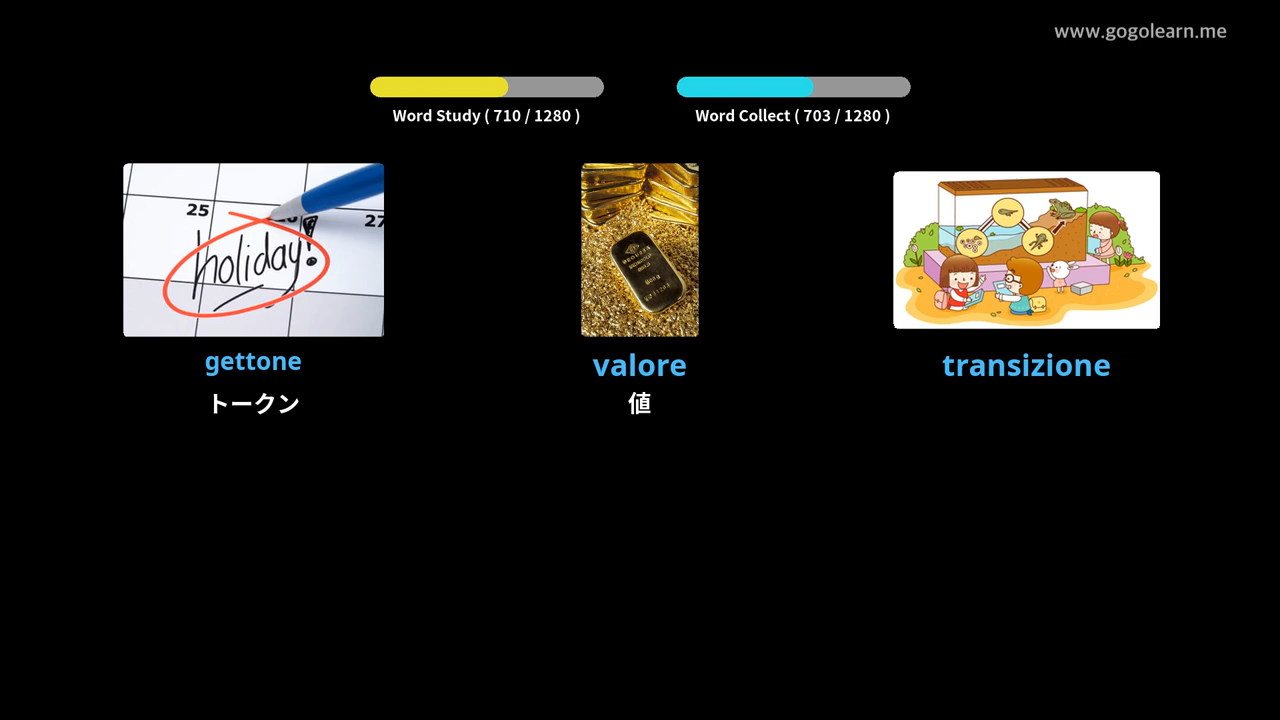 www.gogolearn.me
Word Study ( 710 / 1280 )
Word Collect ( 703 / 1280 )
25
27
holiday!
gettone
valore
transizione
トークン
値